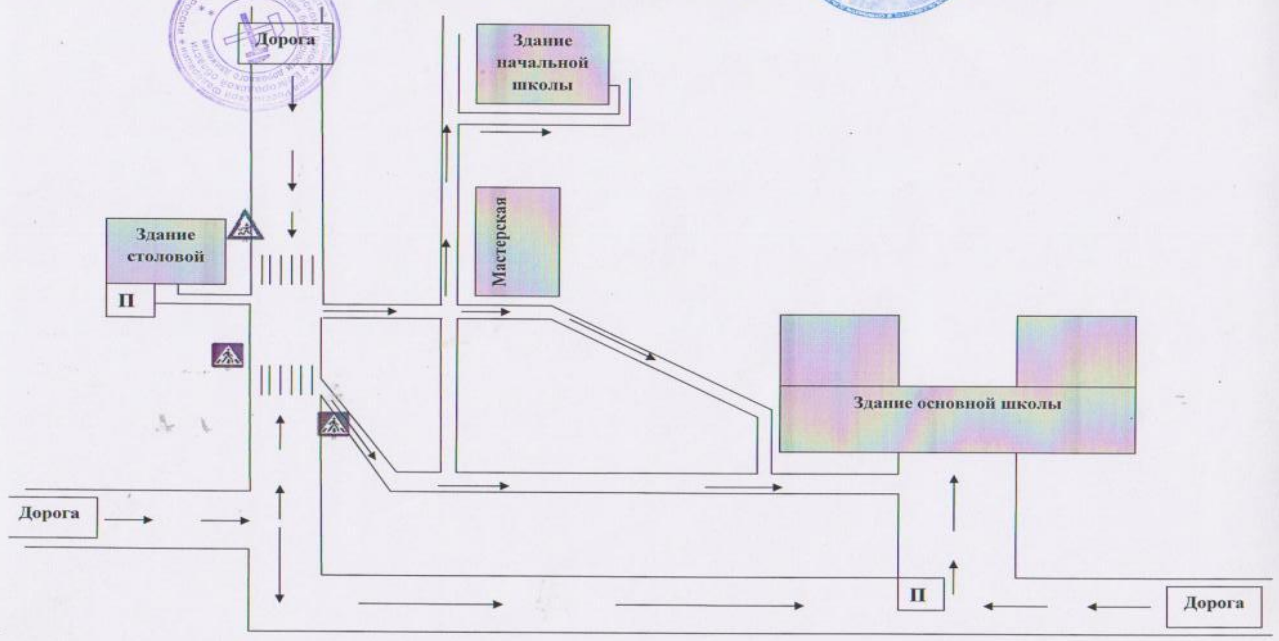 Дорога
Здание
начальной
школы
Мастерская
Здание
столовой
П
Здание основной школы
Дорога
П
Дорога